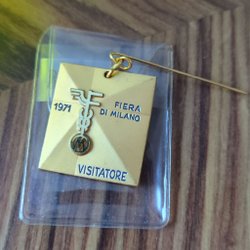 1971
FIERA
DI MILANO
VISITATORE